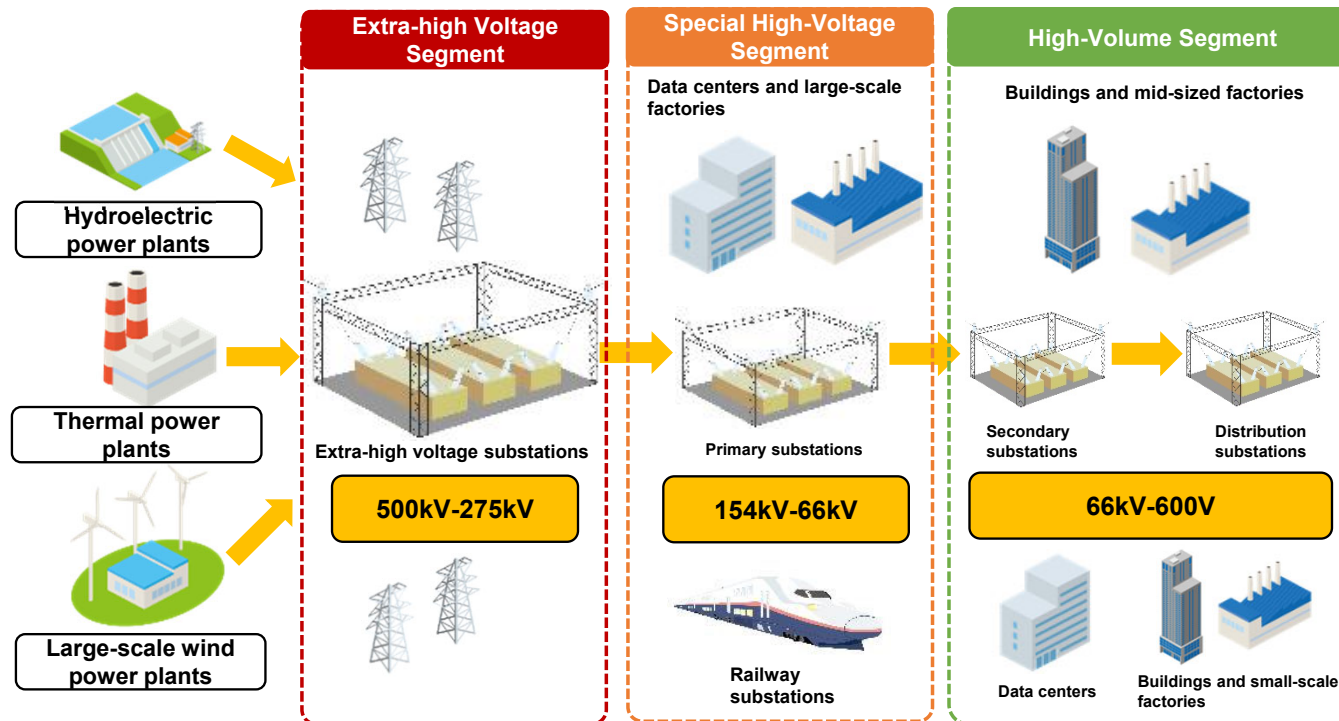 Extra-high Voltage
Segment
Special High-Voltage
Segment
High-Volume Segment
Hydroelectric
power plants
Thermal power
plants
Large-scale wind
power plants
Extra-high voltage substations
500kV-275kV
Data centers and large-scale
factories
Primary substations
154kV-66kV
Railway
substations
Buildings and mid-sized factories
Secondary
substations
Distribution
substations
66kV-600V
Data centers
Buildings and small-scale
factories